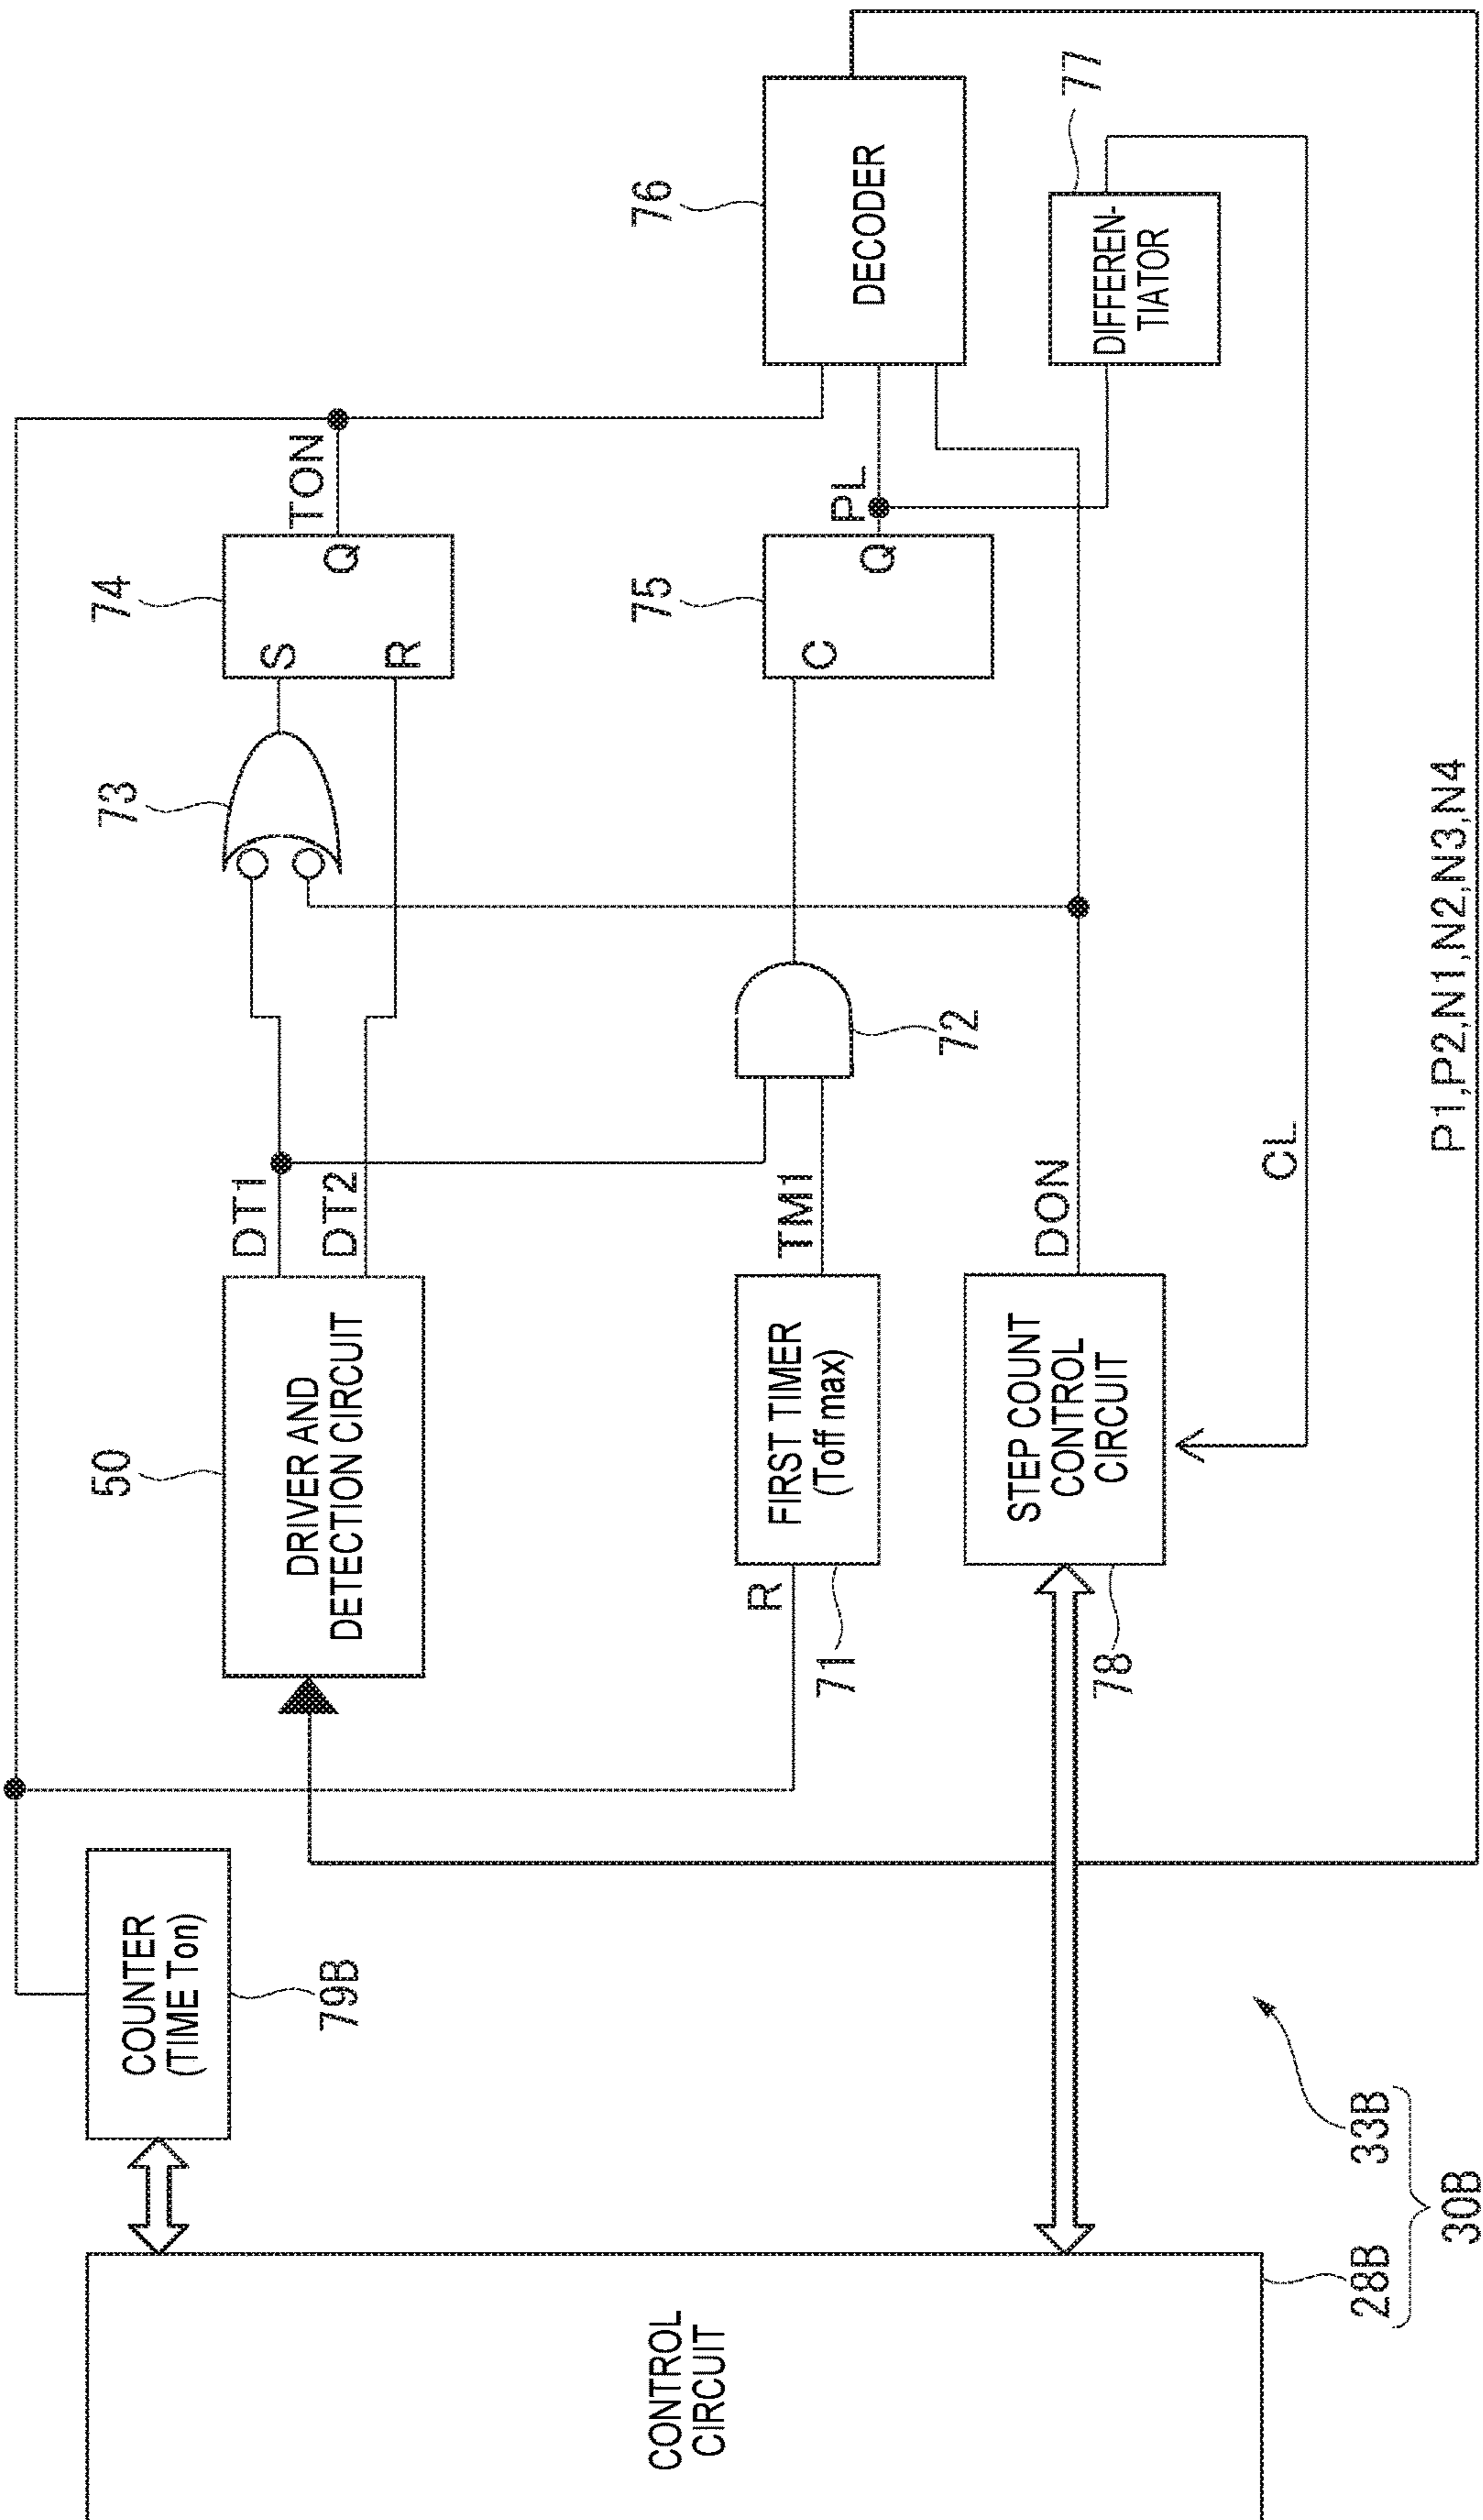 CONTROL
CIRCUIT
28B
33B
30B
COUNTER
(TIME Ton)
79B
50
DRIVER AND
DETECTION CIRCUIT
DT1
DT2
R
FIRST TIMER
(Toff max)
71
TM1
STEP COUNT
CONTROL
CIRCUIT
78
DON
CL
72
73
74
S
R
Q
TON
75
C
Q
PL
76
DECODER
77
DIFFEREN-
TIATOR
P1,P2,N1,N2,N3,N4